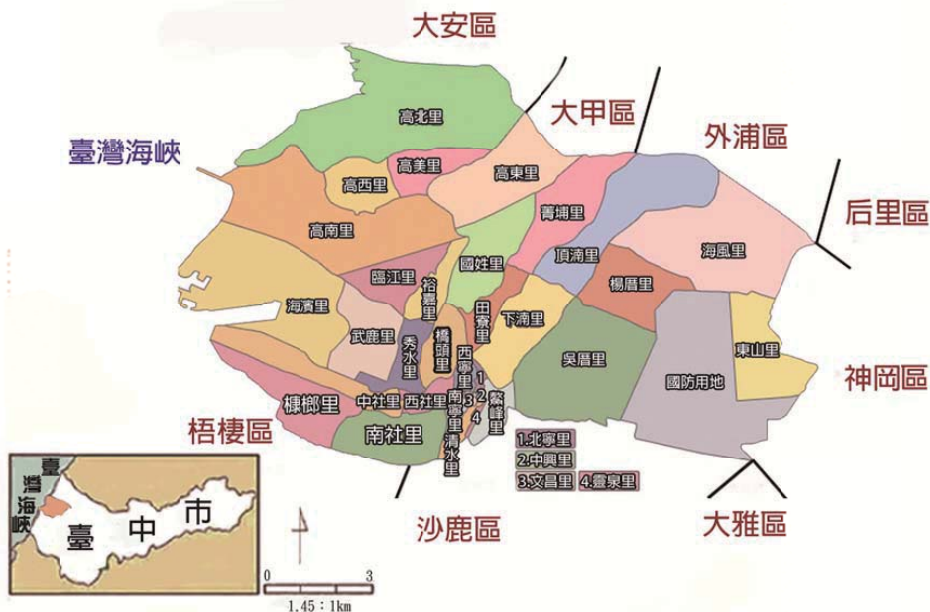 大安區
大甲區
外浦區
臺灣海峽
后里區
高北里
高美里
高西里
高東里
菁埔里
高南里
國姓里
頂湳里
海風里
臨江里
裕嘉里
楊厝里
海濱里
武鹿里
秀水里
橋頭里
田寮里
下湳里
西寧里
吳厝里
東山里
國防用地
神岡區
槺榔里
中社里
西社里
南寧里
1
2
3
4
鰲峰里
梧棲區
南社里
清水里
1.北寧里
2.中興里
3.文昌里 4.靈泉里
沙鹿區
大雅區
臺灣海峽
臺中市
0 3
1.45：1km